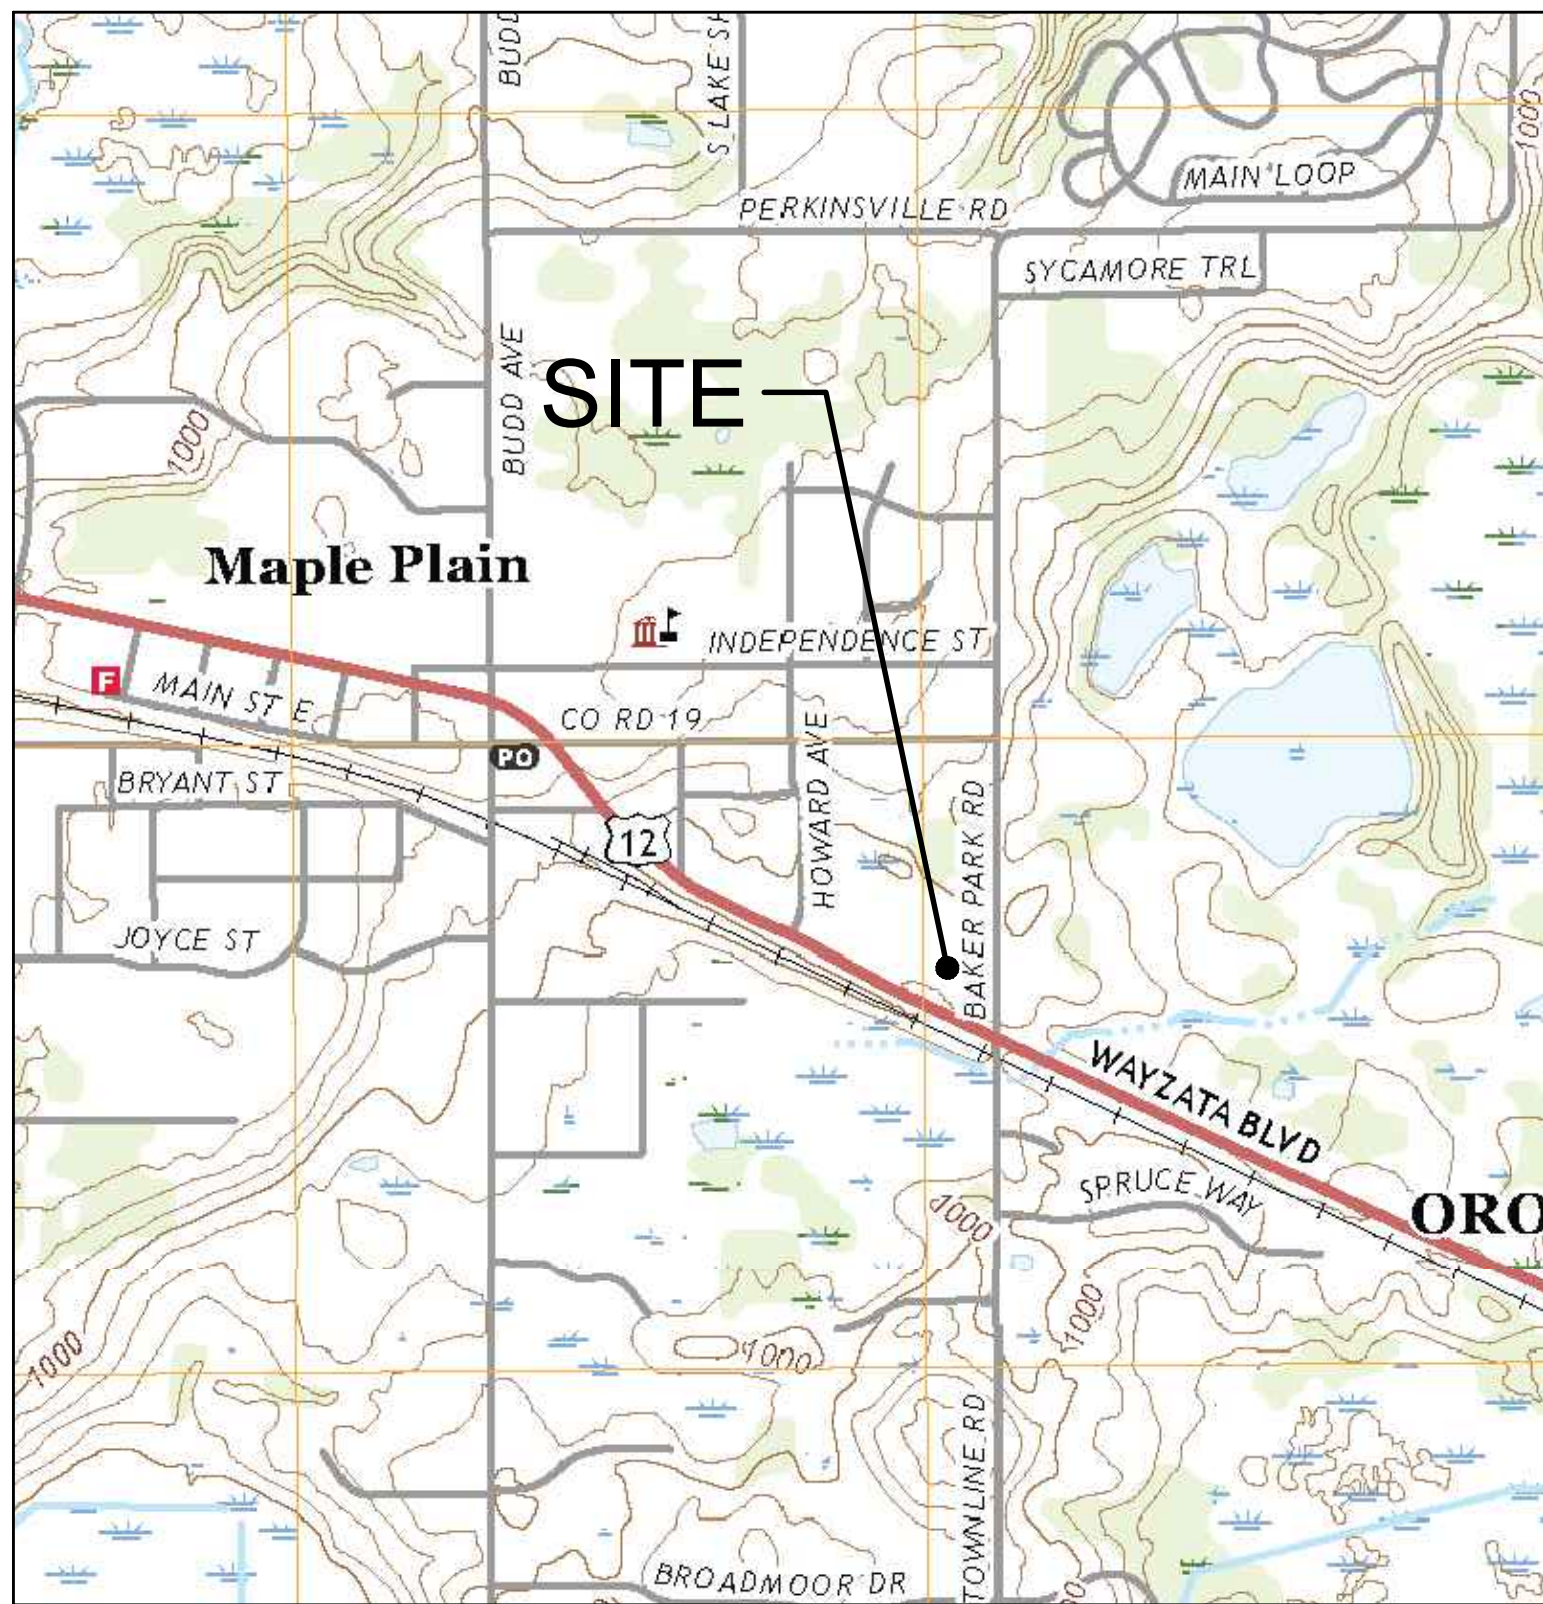 BUDD
S LAKE SH
MAIN LOOP
1000
PERKINSVILLE RD
SYCAMORE TRL
BUDD AVE
SITE
1000
Maple Plain
INDEPENDENCE ST
F
MAIN ST E
CO RD 19
PO
BRYANT ST
HOWARD AVE
BAKER PARK RD
12
JOYCE ST
WAYZATA BLVD
SPRUCE WAY
1000
ORO
1000
1000
1000
TOWNLINE RD
BROADMOOR DR
00